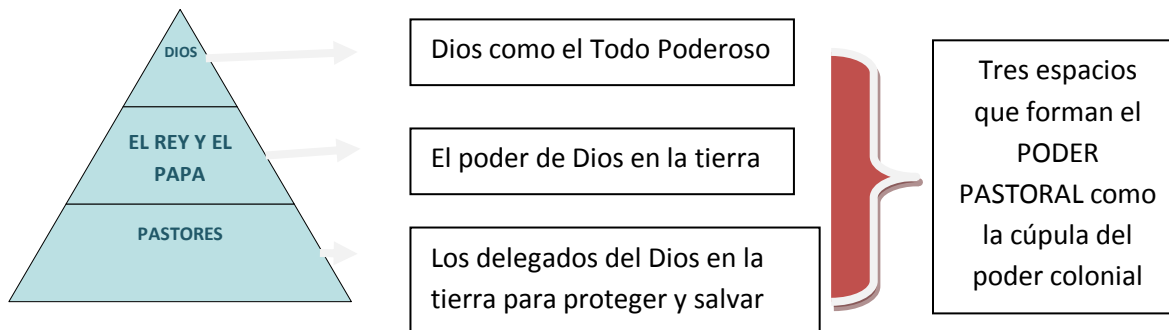 DIOS
Dios como el Todo Poderoso
EL REY Y EL
PAPA
El poder de Dios en la tierra
PASTORES
Los delegados del Dios en la
tierra para proteger y salvar
Tres espacios
que forman el
PODER
PASTORAL como
la cúpula del
poder colonial